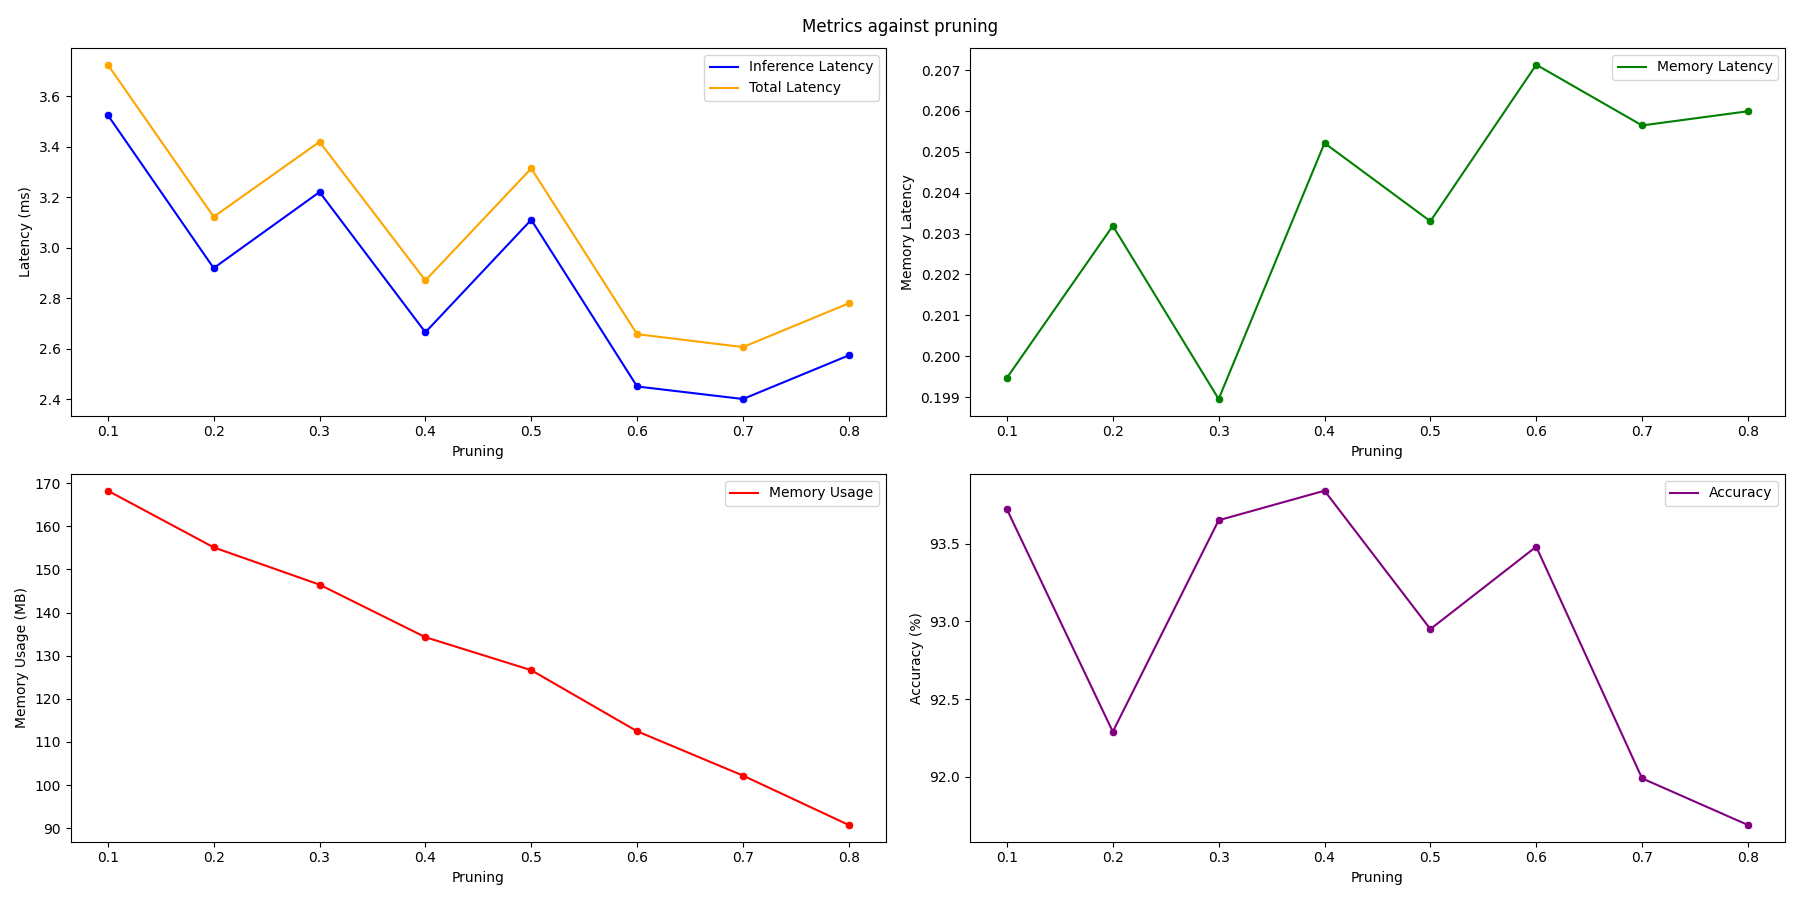 Metrics against pruning
Inference Latency
Total Latency
Latency (ms)
3.6
3.4
3.2
3.0
2.8
2.6
2.4
0.1 0.2 0.3 0.4 0.5 0.6 0.7 0.8
Pruning
Memory Latency
Memory Latency
0.207
0.206
0.205
0.204
0.203
0.202
0.201
0.200
0.199
0.1 0.2 0.3 0.4 0.5 0.6 0.7 0.8
Pruning
Memory Usage
Memory Usage (MB)
170
160
150
140
130
120
110
100
90
0.1 0.2 0.3 0.4 0.5 0.6 0.7 0.8
Pruning
Accuracy
Accuracy (%)
93.5
93.0
92.5
92.0
0.1 0.2 0.3 0.4 0.5 0.6 0.7 0.8
Pruning